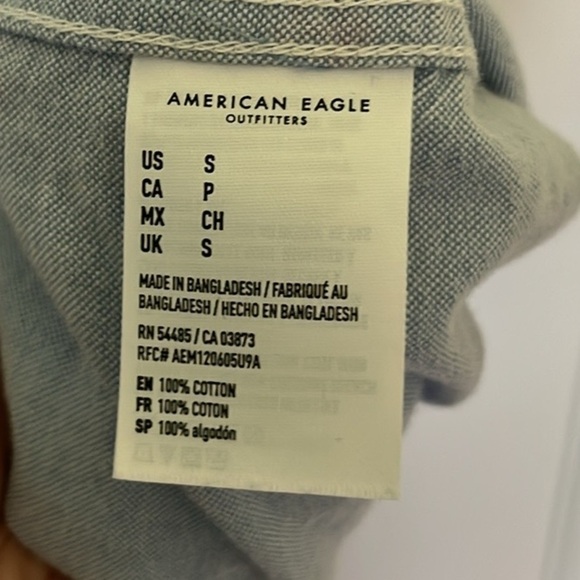 AMERICAN EAGLE
OUTFITTERS
US S
CA P
MX CH
UK S
MADE IN BANGLADESH / FABRIQUÉ AU
BANGLADESH / HECHO EN BANGLADESH
RN 54485 / CA 03873
RFC# AEM120605U9A
EN 100% COTTON
FR 100% COTON
SP 100% algodón